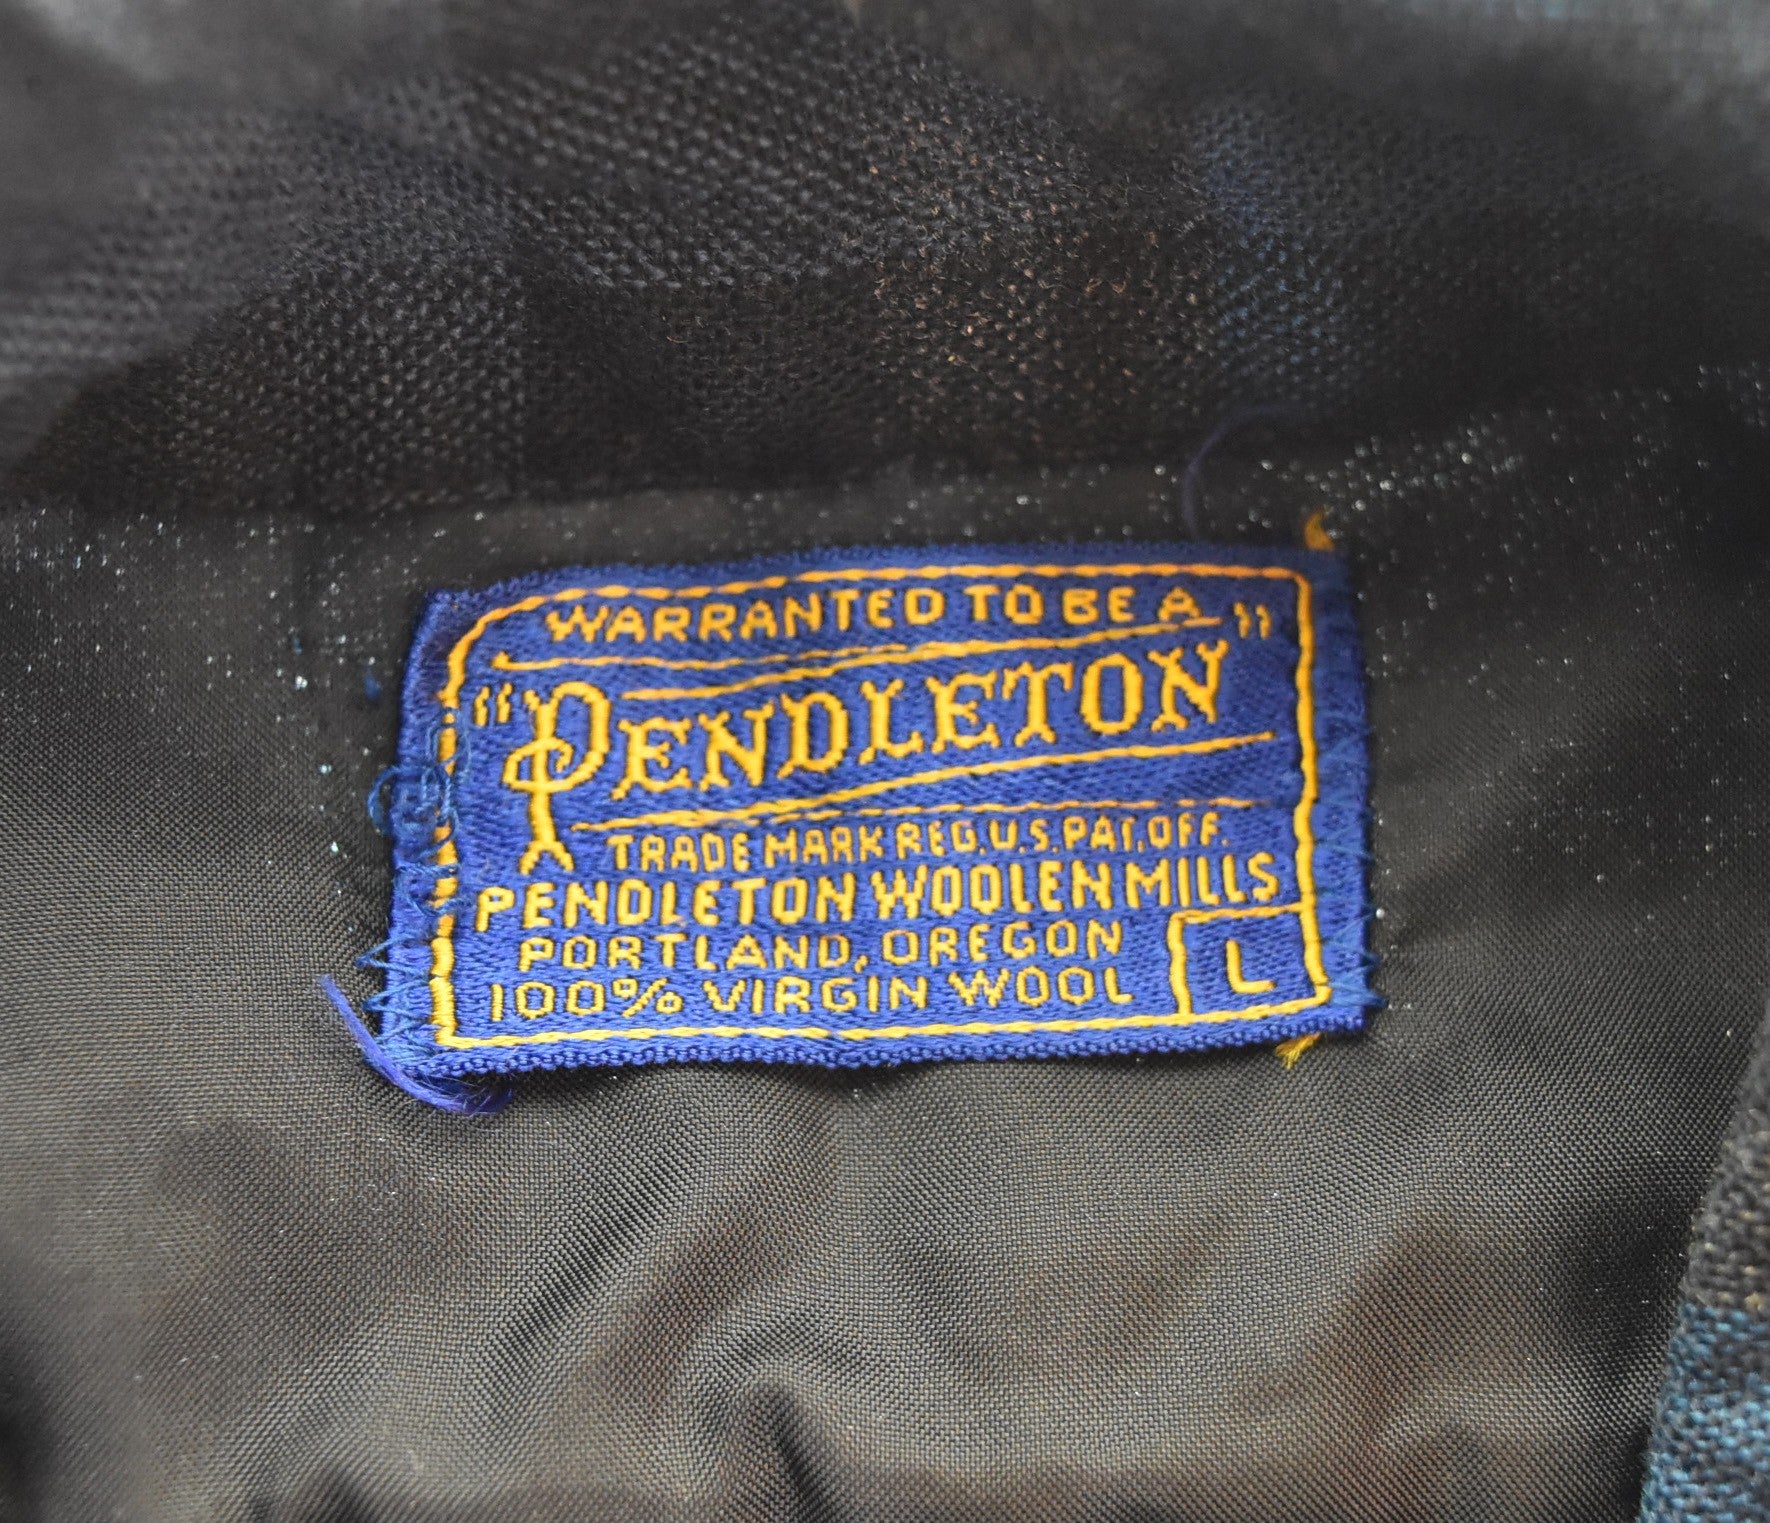 WARRANTED TO BE A
"PENDLETON"
TRADE MARK REG. U.S. PAT. OFF.
PENDLETON WOOLEN MILLS
PORTLAND, OREGON
100% VIRGIN WOOL
L